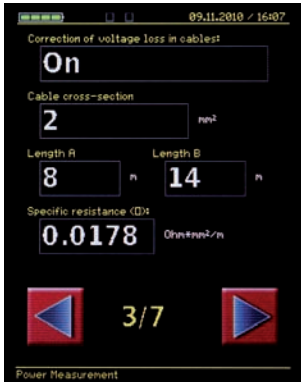 09.11.2010 / 16:07
Correction of voltage loss in cables:
On
Cable cross-section
2 mm²
Length A Length B
8 m 14 m
Specific resistance (▯):
0.0178 Ohm*mm²/m
3/7
Power Measurement